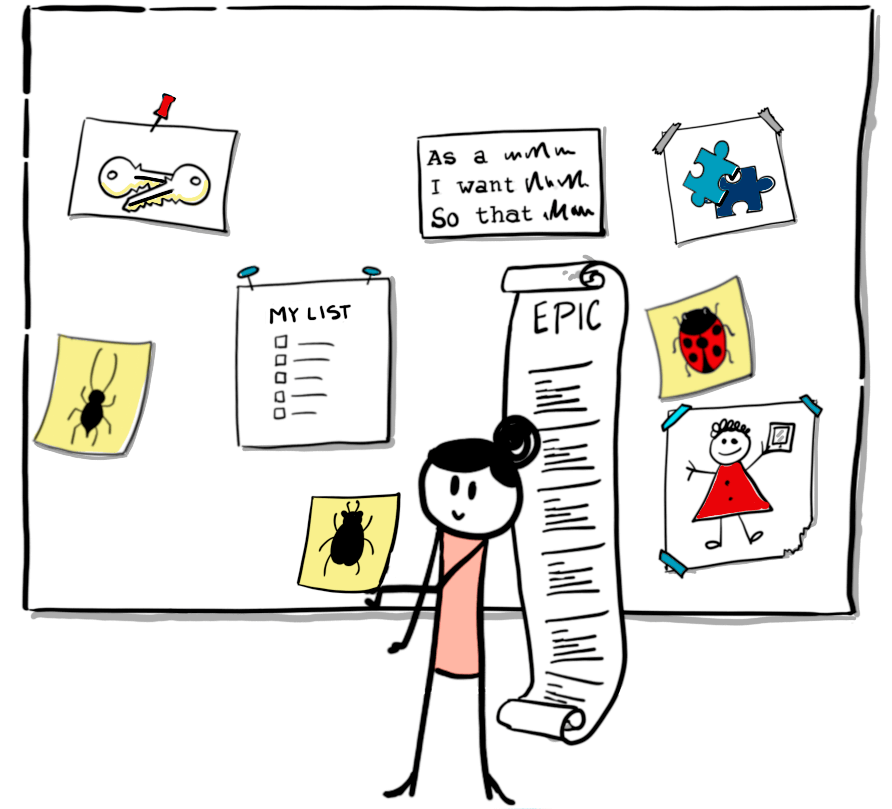 As a
I want
So that
MY LIST
EPIC